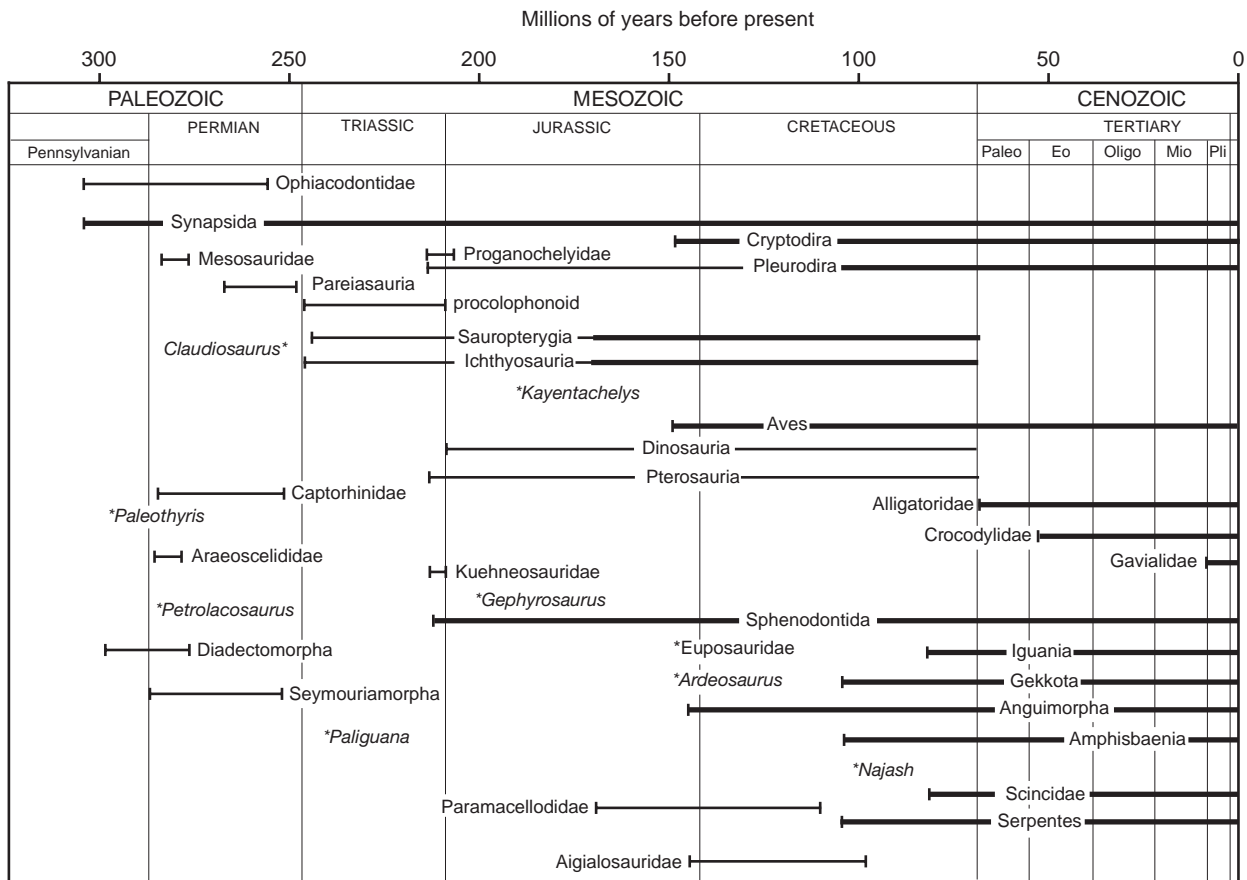 Millions of years before present
300 250 200 150 100 50 0
PALEOZOIC MESOZOIC CENOZOIC
PERMIAN TRIASSIC JURASSIC CRETACEOUS TERTIARY
Pennsylvanian Paleo Eo Oligo Mio Pli
Ophiacodontidae
Synapsida
Cryptodira
Mesosauridae Proganochelyidae
Pleurodira
Pareiasauria
procolophonoid
Sauropterygia
Claudiosaurus*
Ichthyosauria
*Kayentachelys
Aves
Dinosauria
Pterosauria
Captorhinidae
Alligatoridae
*Paleothyris
Crocodylidae
Araeoscelididae
Gavialidae
Kuehneosauridae
*Gephyrosaurus
*Petrolacosaurus
Sphenodontida
Diadectomorpha *Euposauridae Iguania
*Ardeosaurus Gekkota
Seymouriamorpha
Anguimorpha
*Paliguana Amphisbaenia
*Najash
Scincidae
Paramacellodidae
Serpentes
Aigialosauridae